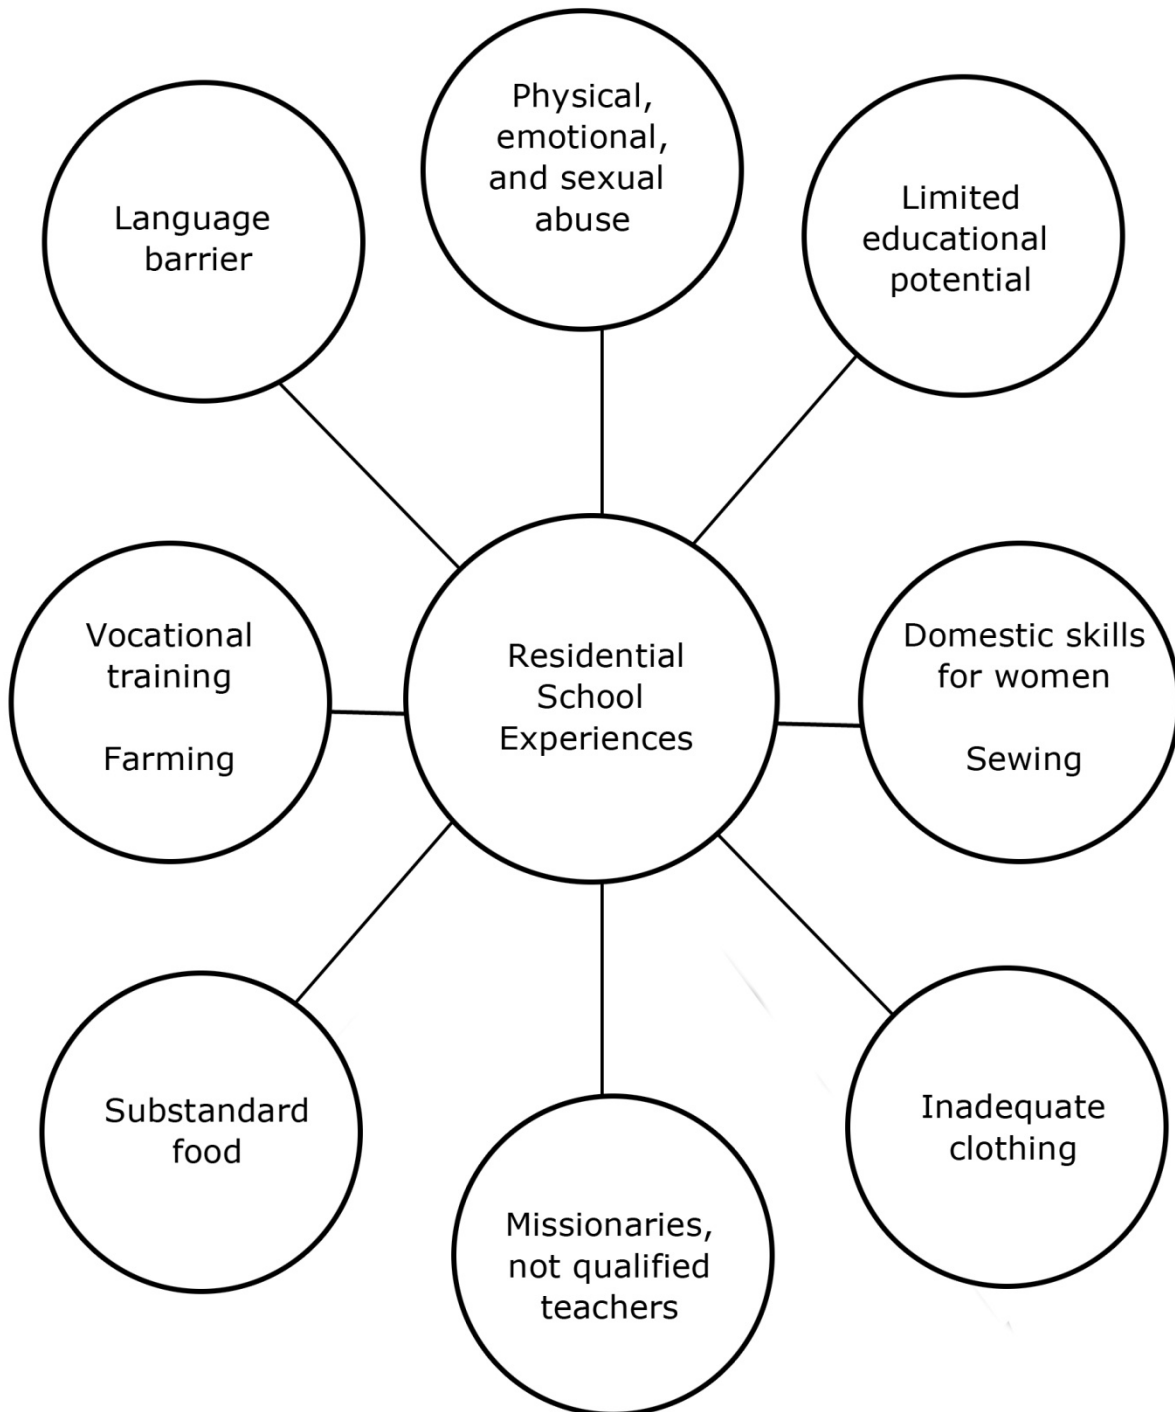 Physical,
emotional,
and sexual
abuse
Language
barrier
Limited
educational
potential
Vocational
training
Farming
Residential
School
Experiences
Domestic skills
for women
Sewing
Substandard
food
Inadequate
clothing
Missionaries,
not qualified
teachers